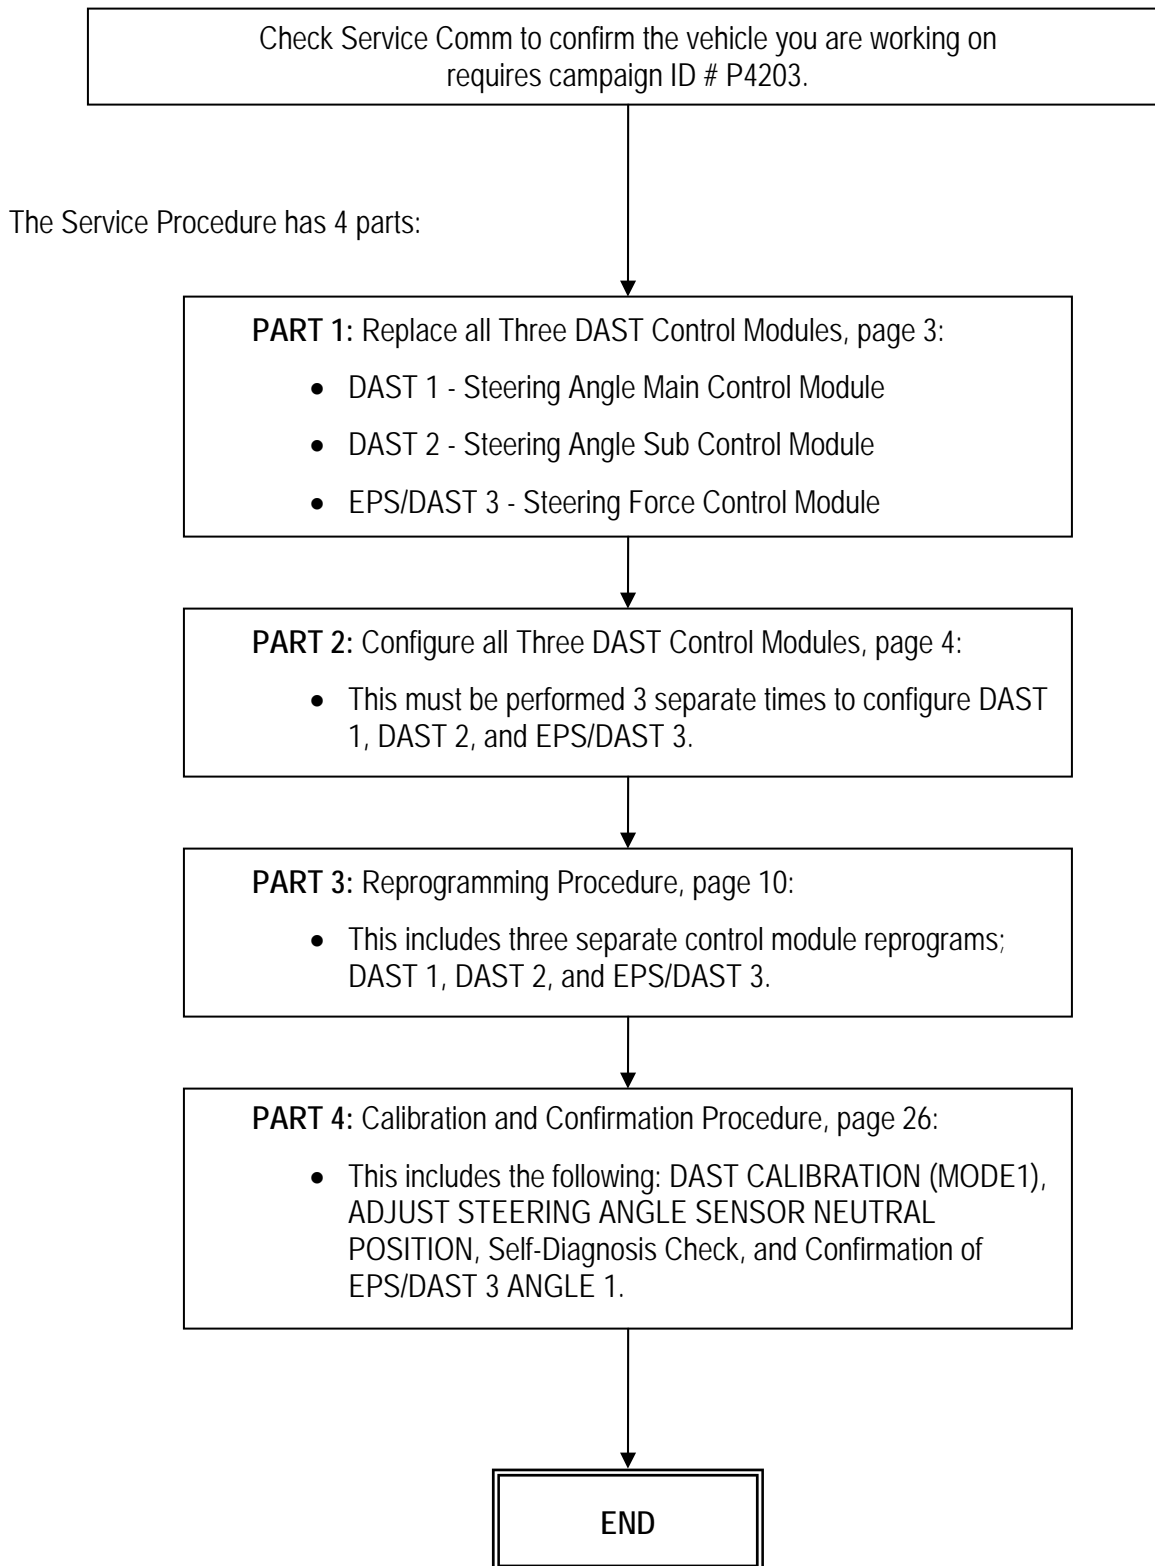 Check Service Comm to confirm the vehicle you are working on
requires campaign ID # P4203.
The Service Procedure has 4 parts:
PART 1: Replace all Three DAST Control Modules, page 3:
• DAST 1 - Steering Angle Main Control Module
• DAST 2 - Steering Angle Sub Control Module
• EPS/DAST 3 - Steering Force Control Module
PART 2: Configure all Three DAST Control Modules, page 4:
• This must be performed 3 separate times to configure DAST
1, DAST 2, and EPS/DAST 3.
PART 3: Reprogramming Procedure, page 10:
• This includes three separate control module reprograms;
DAST 1, DAST 2, and EPS/DAST 3.
PART 4: Calibration and Confirmation Procedure, page 26:
• This includes the following: DAST CALIBRATION (MODE1),
ADJUST STEERING ANGLE SENSOR NEUTRAL
POSITION, Self-Diagnosis Check, and Confirmation of
EPS/DAST 3 ANGLE 1.
END